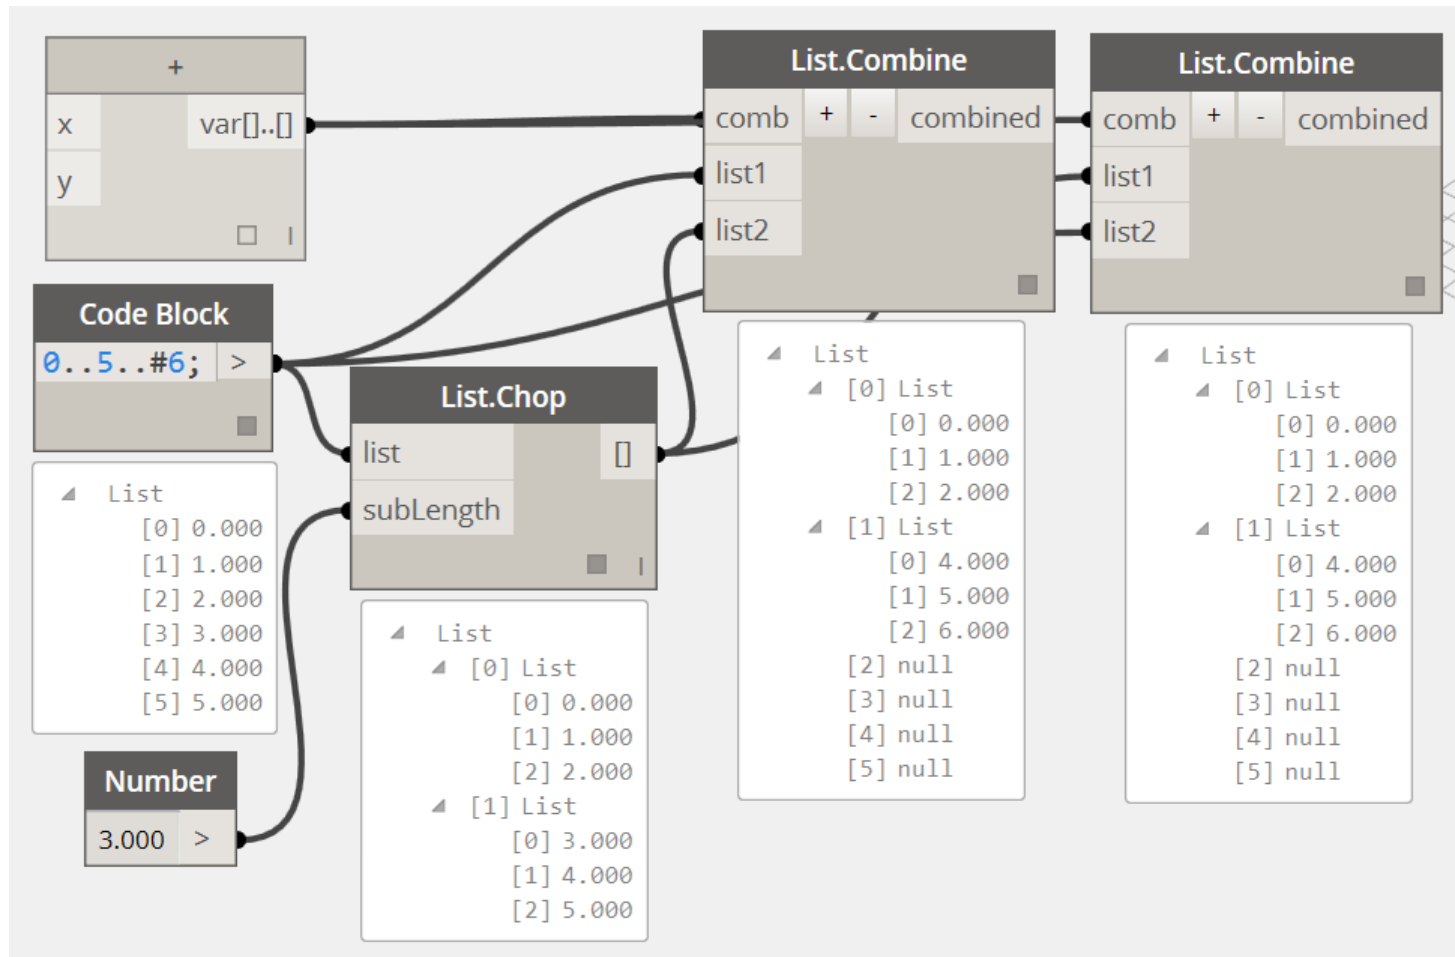 +
x
var[]..[]
y
l
Code Block
0..5..#6;
>
List
[0] 0.000
[1] 1.000
[2] 2.000
[3] 3.000
[4] 4.000
[5] 5.000
Number
3.000
>
List.Chop
list
[]
subLength
l
List
[0] List
[0] 0.000
[1] 1.000
[2] 2.000
[1] List
[0] 3.000
[1] 4.000
[2] 5.000
List.Combine
comb
+
-
combined
list1
list2
List
[0] List
[0] 0.000
[1] 1.000
[2] 2.000
[1] List
[0] 4.000
[1] 5.000
[2] 6.000
[2] null
[3] null
[4] null
[5] null
List.Combine
comb
+
-
combined
list1
list2
List
[0] List
[0] 0.000
[1] 1.000
[2] 2.000
[1] List
[0] 4.000
[1] 5.000
[2] 6.000
[2] null
[3] null
[4] null
[5] null